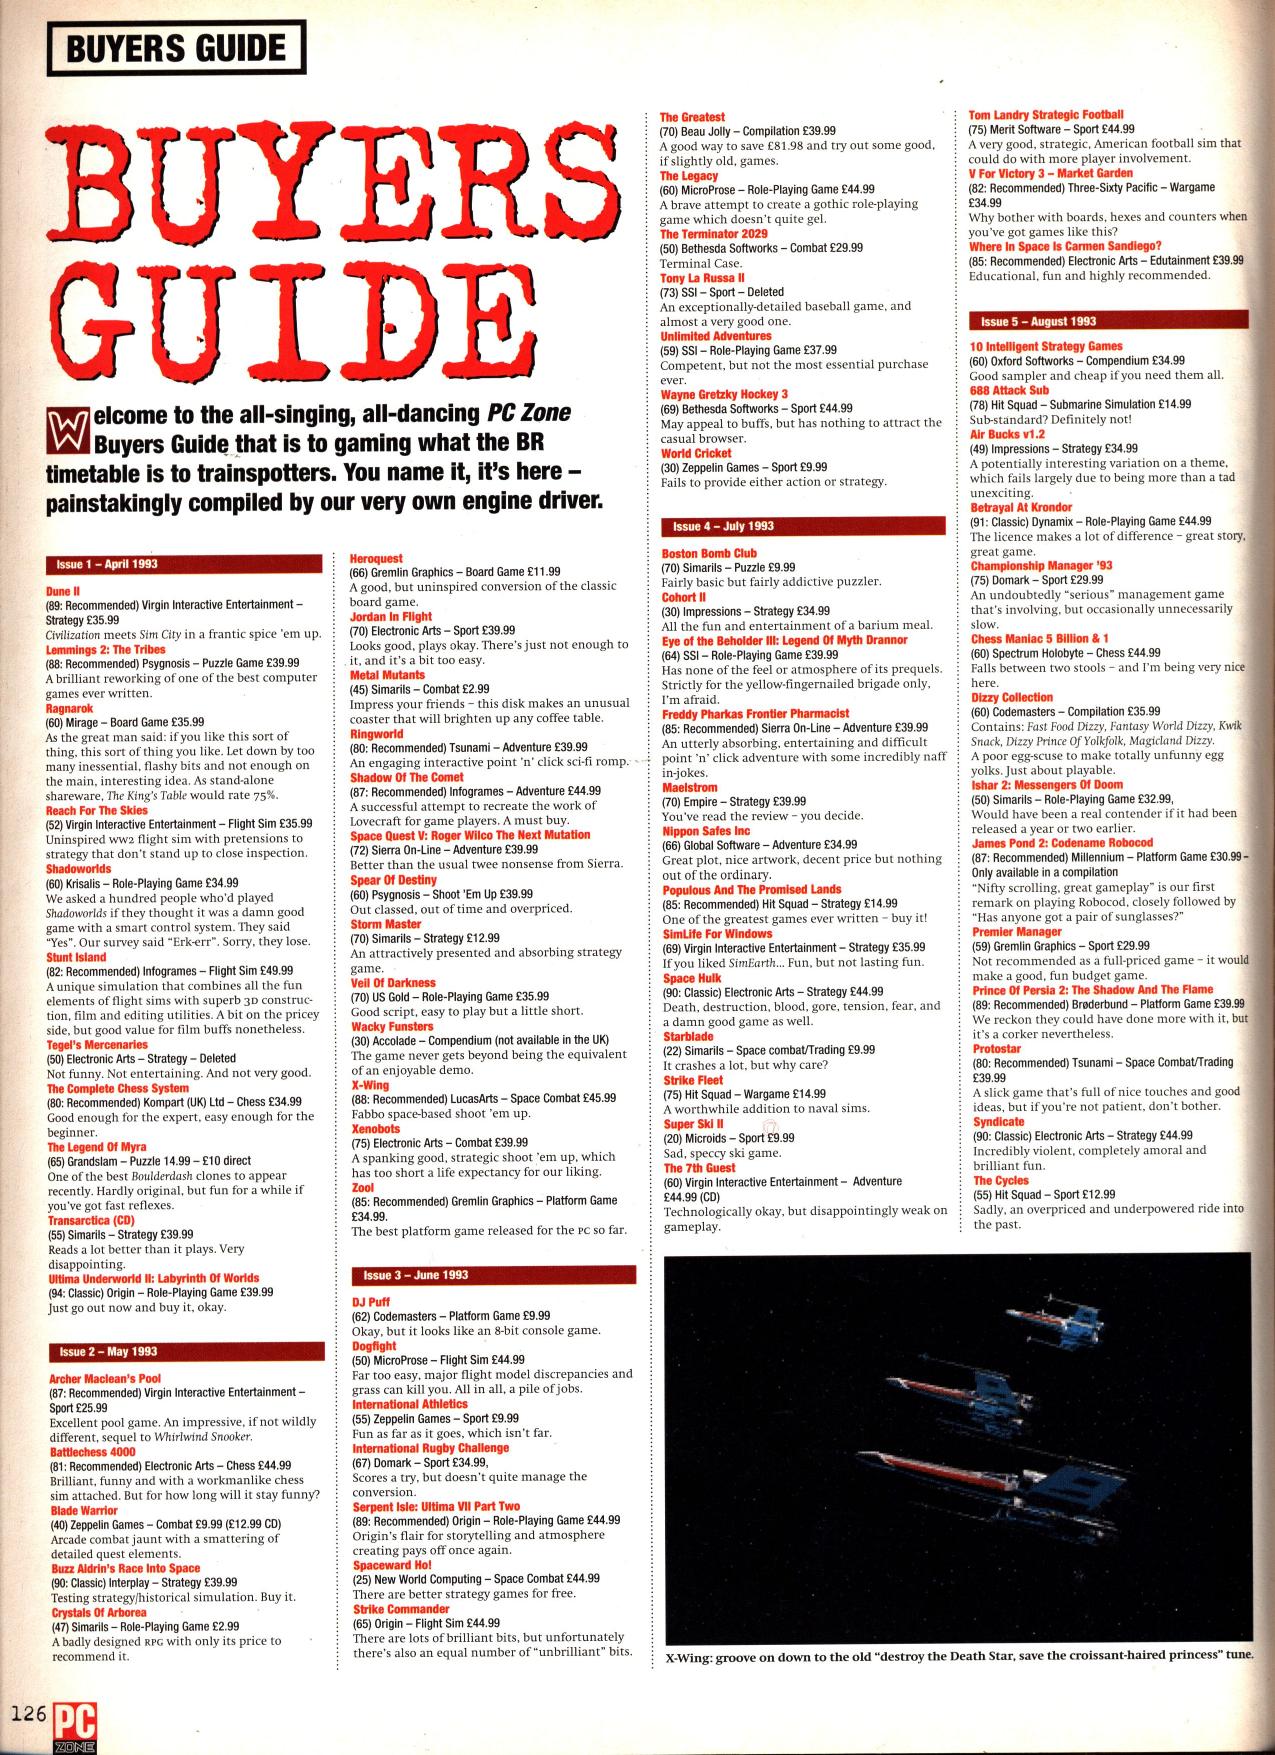 BUYERS GUIDE
BUYERS
GUIDE
Welcome to the all-singing, all-dancing PC Zone
Buyers Guide that is to gaming what the BR
timetable is to trainspotters. You name it, it's here –
painstakingly compiled by our very own engine driver.
Issue 1 – April 1993
Dune II
(89: Recommended) Virgin Interactive Entertainment –
Strategy £35.99
Civilization meets Sim City in a frantic spice 'em up.
Lemmings 2: The Tribes
(88: Recommended) Psygnosis – Puzzle Game £39.99
A brilliant reworking of one of the best computer
games ever written.
Ragnarok
(60) Mirage – Board Game £35.99
As the great man said: if you like this sort of
thing, this sort of thing you like. Let down by too
many inessential, flashy bits and not enough on
the main, interesting idea. As stand-alone
shareware, The King's Table would rate 75%.
Reach For The Skies
(52) Virgin Interactive Entertainment – Flight Sim £35.99
Uninspired WW2 flight sim with pretensions to
strategy that don't stand up to close inspection.
Shadoworlds
(60) Krisalis – Role-Playing Game £34.99
We asked a hundred people who'd played
Shadoworlds if they thought it was a damn good
game with a smart control system. They said
"Yes". Our survey said "Erk-err". Sorry, they lose.
Stunt Island
(82: Recommended) Infogrames – Flight Sim £49.99
A unique simulation that combines all the fun
elements of flight sims with superb 3D construc-
tion, film and editing utilities. A bit on the pricey
side, but good value for film buffs nonetheless.
Tegel's Mercenaries
(50) Electronic Arts – Strategy – Deleted
Not funny. Not entertaining. And not very good.
The Complete Chess System
(80: Recommended) Kompart (UK) Ltd – Chess £34.99
Good enough for the expert, easy enough for the
beginner.
The Legend Of Myra
(65) Grandslam – Puzzle 14.99 – £10 direct
One of the best Boulderdash clones to appear
recently. Hardly original, but fun for a while if
you've got fast reflexes.
Transarctica (CD)
(55) Simarils – Strategy £39.99
Reads a lot better than it plays. Very
disappointing.
Ultima Underworld II: Labyrinth Of Worlds
(94: Classic) Origin – Role-Playing Game £39.99
Just go out now and buy it, okay.
Issue 2 – May 1993
Archer Maclean's Pool
(87: Recommended) Virgin Interactive Entertainment –
Sport £25.99
Excellent pool game. An impressive, if not wildly
different, sequel to Whirlwind Snooker.
Battlechess 4000
(81: Recommended) Electronic Arts – Chess £44.99
Brilliant, funny and with a workmanlike chess
sim attached. But for how long will it stay funny?
Blade Warrior
(40) Zeppelin Games – Combat £9.99 (£12.99 CD)
Arcade combat jaunt with a smattering of
detailed quest elements.
Buzz Aldrin's Race Into Space
(90: Classic) Interplay – Strategy £39.99
Testing strategy/historical simulation. Buy it.
Crystals Of Arborea
(47) Simarils – Role-Playing Game £2.99
A badly designed RPG with only its price to
recommend it.
Heroquest
(66) Gremlin Graphics – Board Game £11.99
A good, but uninspired conversion of the classic
board game.
Jordan In Flight
(70) Electronic Arts – Sport £39.99
Looks good, plays okay. There's just not enough to
it, and it's a bit too easy.
Metal Mutants
(45) Simarils – Combat £2.99
Impress your friends – this disk makes an unusual
coaster that will brighten up any coffee table.
Ringworld
(80: Recommended) Tsunami – Adventure £39.99
An engaging interactive point 'n' click sci-fi romp.
Shadow Of The Comet
(87: Recommended) Infogrames – Adventure £44.99
A successful attempt to recreate the work of
Lovecraft for game players. A must buy.
Space Quest V: Roger Wilco The Next Mutation
(72) Sierra On-Line – Adventure £39.99
Better than the usual twee nonsense from Sierra.
Spear Of Destiny
(60) Psygnosis – Shoot 'Em Up £39.99
Out classed, out of time and overpriced.
Storm Master
(70) Simarils – Strategy £12.99
An attractively presented and absorbing strategy
game.
Veil Of Darkness
(70) US Gold – Role-Playing Game £35.99
Good script, easy to play but a little short.
Wacky Funsters
(30) Accolade – Compendium (not available in the UK)
The game never gets beyond being the equivalent
of an enjoyable demo.
X-Wing
(88: Recommended) LucasArts – Space Combat £45.99
Fabbo space-based shoot 'em up.
Xenobots
(75) Electronic Arts – Combat £39.99
A spanking good, strategic shoot 'em up, which
has too short a life expectancy for our liking.
Zool
(85: Recommended) Gremlin Graphics – Platform Game
£34.99.
The best platform game released for the PC so far.
Issue 3 – June 1993
DJ Puff
(62) Codemasters – Platform Game £9.99
Okay, but it looks like an 8-bit console game.
Dogfight
(50) MicroProse – Flight Sim £44.99
Far too easy, major flight model discrepancies and
grass can kill you. All in all, a pile of jobs.
International Athletics
(55) Zeppelin Games – Sport £9.99
Fun as far as it goes, which isn't far.
International Rugby Challenge
(67) Domark – Sport £34.99,
Scores a try, but doesn't quite manage the
conversion.
Serpent Isle: Ultima VII Part Two
(89: Recommended) Origin – Role-Playing Game £44.99
Origin's flair for storytelling and atmosphere
creating pays off once again.
Spaceward Ho!
(25) New World Computing – Space Combat £44.99
There are better strategy games for free.
Strike Commander
(65) Origin – Flight Sim £44.99
There are lots of brilliant bits, but unfortunately
there's also an equal number of "unbrilliant" bits.
The Greatest
(70) Beau Jolly – Compilation £39.99
A good way to save £81.98 and try out some good,
if slightly old, games.
The Legacy
(60) MicroProse – Role-Playing Game £44.99
A brave attempt to create a gothic role-playing
game which doesn't quite gel.
The Terminator 2029
(50) Bethesda Softworks – Combat £29.99
Terminal Case.
Tony La Russa II
(73) SSI – Sport – Deleted
An exceptionally-detailed baseball game, and
almost a very good one.
Unlimited Adventures
(59) SSI – Role-Playing Game £37.99
Competent, but not the most essential purchase
ever.
Wayne Gretzky Hockey 3
(69) Bethesda Softworks – Sport £44.99
May appeal to buffs, but has nothing to attract the
casual browser.
World Cricket
(30) Zeppelin Games – Sport £9.99
Fails to provide either action or strategy.
Issue 4 – July 1993
Boston Bomb Club
(70) Simarils – Puzzle £9.99
Fairly basic but fairly addictive puzzler.
Cohort II
(30) Impressions – Strategy £34.99
All the fun and entertainment of a barium meal.
Eye of the Beholder III: Legend Of Myth Drannor
(64) SSI – Role-Playing Game £39.99
Has none of the feel or atmosphere of its prequels.
Strictly for the yellow-fingernailed brigade only,
I'm afraid.
Freddy Pharkas Frontier Pharmacist
(85: Recommended) Sierra On-Line – Adventure £39.99
An utterly absorbing, entertaining and difficult
point 'n' click adventure with some incredibly naff
in-jokes.
Maelstrom
(70) Empire – Strategy £39.99
You've read the review – you decide.
Nippon Safes Inc
(66) Global Software – Adventure £34.99
Great plot, nice artwork, decent price but nothing
out of the ordinary.
Populous And The Promised Lands
(85: Recommended) Hit Squad – Strategy £14.99
One of the greatest games ever written – buy it!
SimLife For Windows
(69) Virgin Interactive Entertainment – Strategy £35.99
If you liked SimEarth... Fun, but not lasting fun.
Space Hulk
(90: Classic) Electronic Arts – Strategy £44.99
Death, destruction, blood, gore, tension, fear, and
a damn good game as well.
Starblade
(22) Simarils – Space combat/Trading £9.99
It crashes a lot, but why care?
Strike Fleet
(75) Hit Squad – Wargame £14.99
A worthwhile addition to naval sims.
Super Ski II
(20) Microids – Sport £9.99
Sad, speccy ski game.
The 7th Guest
(60) Virgin Interactive Entertainment – Adventure
£44.99 (CD)
Technologically okay, but disappointingly weak on
gameplay.
Tom Landry Strategic Football
(75) Merit Software – Sport £44.99
A very good, strategic, American football sim that
could do with more player involvement.
V For Victory 3 – Market Garden
(82: Recommended) Three-Sixty Pacific – Wargame
£34.99
Why bother with boards, hexes and counters when
you've got games like this?
Where In Space Is Carmen Sandiego?
(85: Recommended) Electronic Arts – Edutainment £39.99
Educational, fun and highly recommended.
Issue 5 – August 1993
10 Intelligent Strategy Games
(60) Oxford Softworks – Compendium £34.99
Good sampler and cheap if you need them all.
688 Attack Sub
(78) Hit Squad – Submarine Simulation £14.99
Sub-standard? Definitely not!
Air Bucks v1.2
(49) Impressions – Strategy £34.99
A potentially interesting variation on a theme,
which fails largely due to being more than a tad
unexciting.
Betrayal At Krondor
(91: Classic) Dynamix – Role-Playing Game £44.99
The licence makes a lot of difference – great story,
great game.
Championship Manager '93
(75) Domark – Sport £29.99
An undoubtedly "serious" management game
that's involving, but occasionally unnecessarily
slow.
Chess Maniac 5 Billion & 1
(60) Spectrum Holobyte – Chess £44.99
Falls between two stools – and I'm being very nice
here.
Dizzy Collection
(60) Codemasters – Compilation £35.99
Contains: Fast Food Dizzy, Fantasy World Dizzy, Kwik
Snack, Dizzy Prince Of Yolkfolk, Magicland Dizzy.
A poor egg-scuse to make totally unfunny egg
yolks. Just about playable.
Ishar 2: Messengers Of Doom
(50) Simarils – Role-Playing Game £32.99,
Would have been a real contender if it had been
released a year or two earlier.
James Pond 2: Codename Robocod
(87: Recommended) Millennium – Platform Game £30.99 –
Only available in a compilation
"Nifty scrolling, great gameplay" is our first
remark on playing Robocod, closely followed by
"Has anyone got a pair of sunglasses?"
Premier Manager
(59) Gremlin Graphics – Sport £29.99
Not recommended as a full-priced game – it would
make a good, fun budget game.
Prince Of Persia 2: The Shadow And The Flame
(89: Recommended) Brøderbund – Platform Game £39.99
We reckon they could have done more with it, but
it's a corker nevertheless.
Protostar
(80: Recommended) Tsunami – Space Combat/Trading
£39.99
A slick game that's full of nice touches and good
ideas, but if you're not patient, don't bother.
Syndicate
(90: Classic) Electronic Arts – Strategy £44.99
Incredibly violent, completely amoral and
brilliant fun.
The Cycles
(55) Hit Squad – Sport £12.99
Sadly, an overpriced and underpowered ride into
the past.
X-Wing: groove on down to the old "destroy the Death Star, save the croissant-haired princess" tune.
126
PC
ZONE